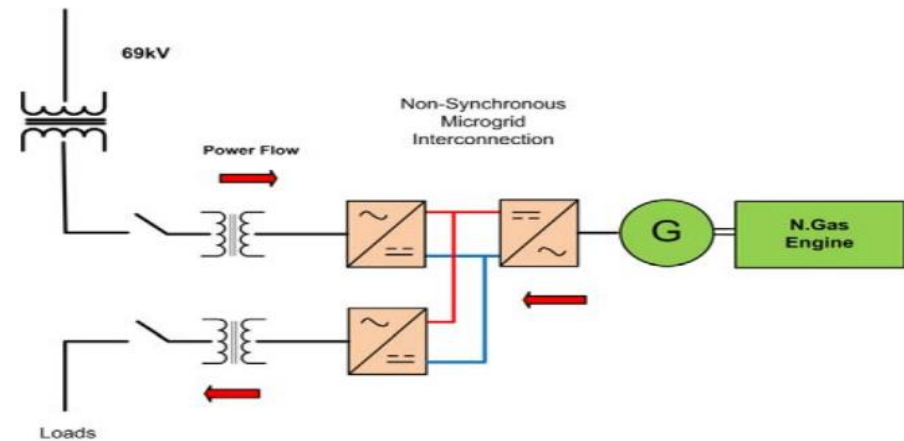 69kV
Non-Synchronous
Microgrid
Interconnection
Power Flow
G
N.Gas
Engine
Loads